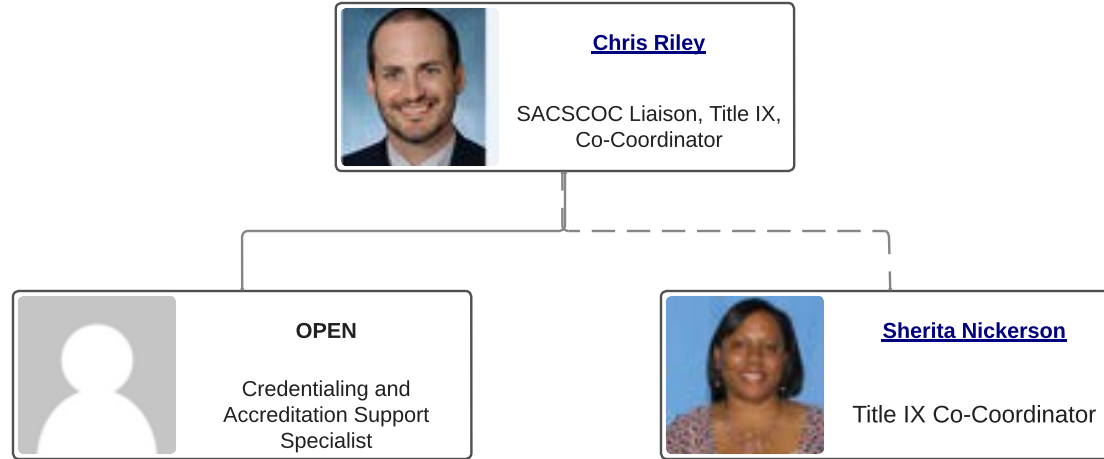 Chris Riley
SACSCOC Liaison, Title IX,
Co-Coordinator
OPEN
Credentialing and
Accreditation Support
Specialist
Sherita Nickerson
Title IX Co-Coordinator